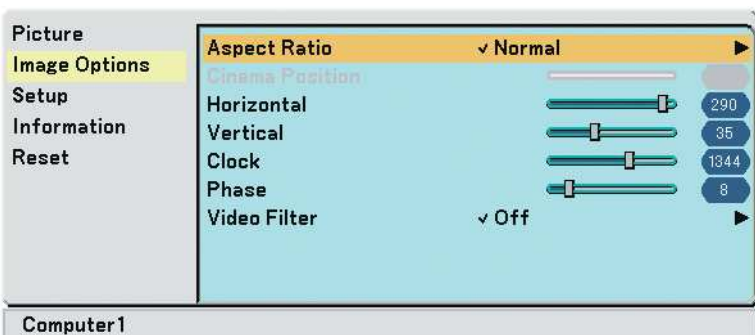 Picture
Image Options
Setup
Information
Reset
Aspect Ratio ✓ Normal
Cinema Position
Horizontal 290
Vertical 35
Clock 1344
Phase 8
Video Filter ✓ Off
Computer1